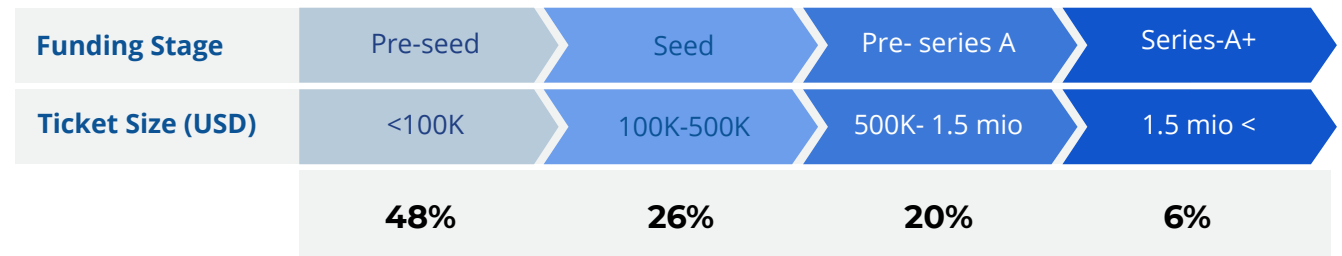 Funding Stage Pre-seed Seed Pre- series A Series-A+
Ticket Size (USD) <100K 100K-500K 500K- 1.5 mio 1.5 mio <
48% 26% 20% 6%